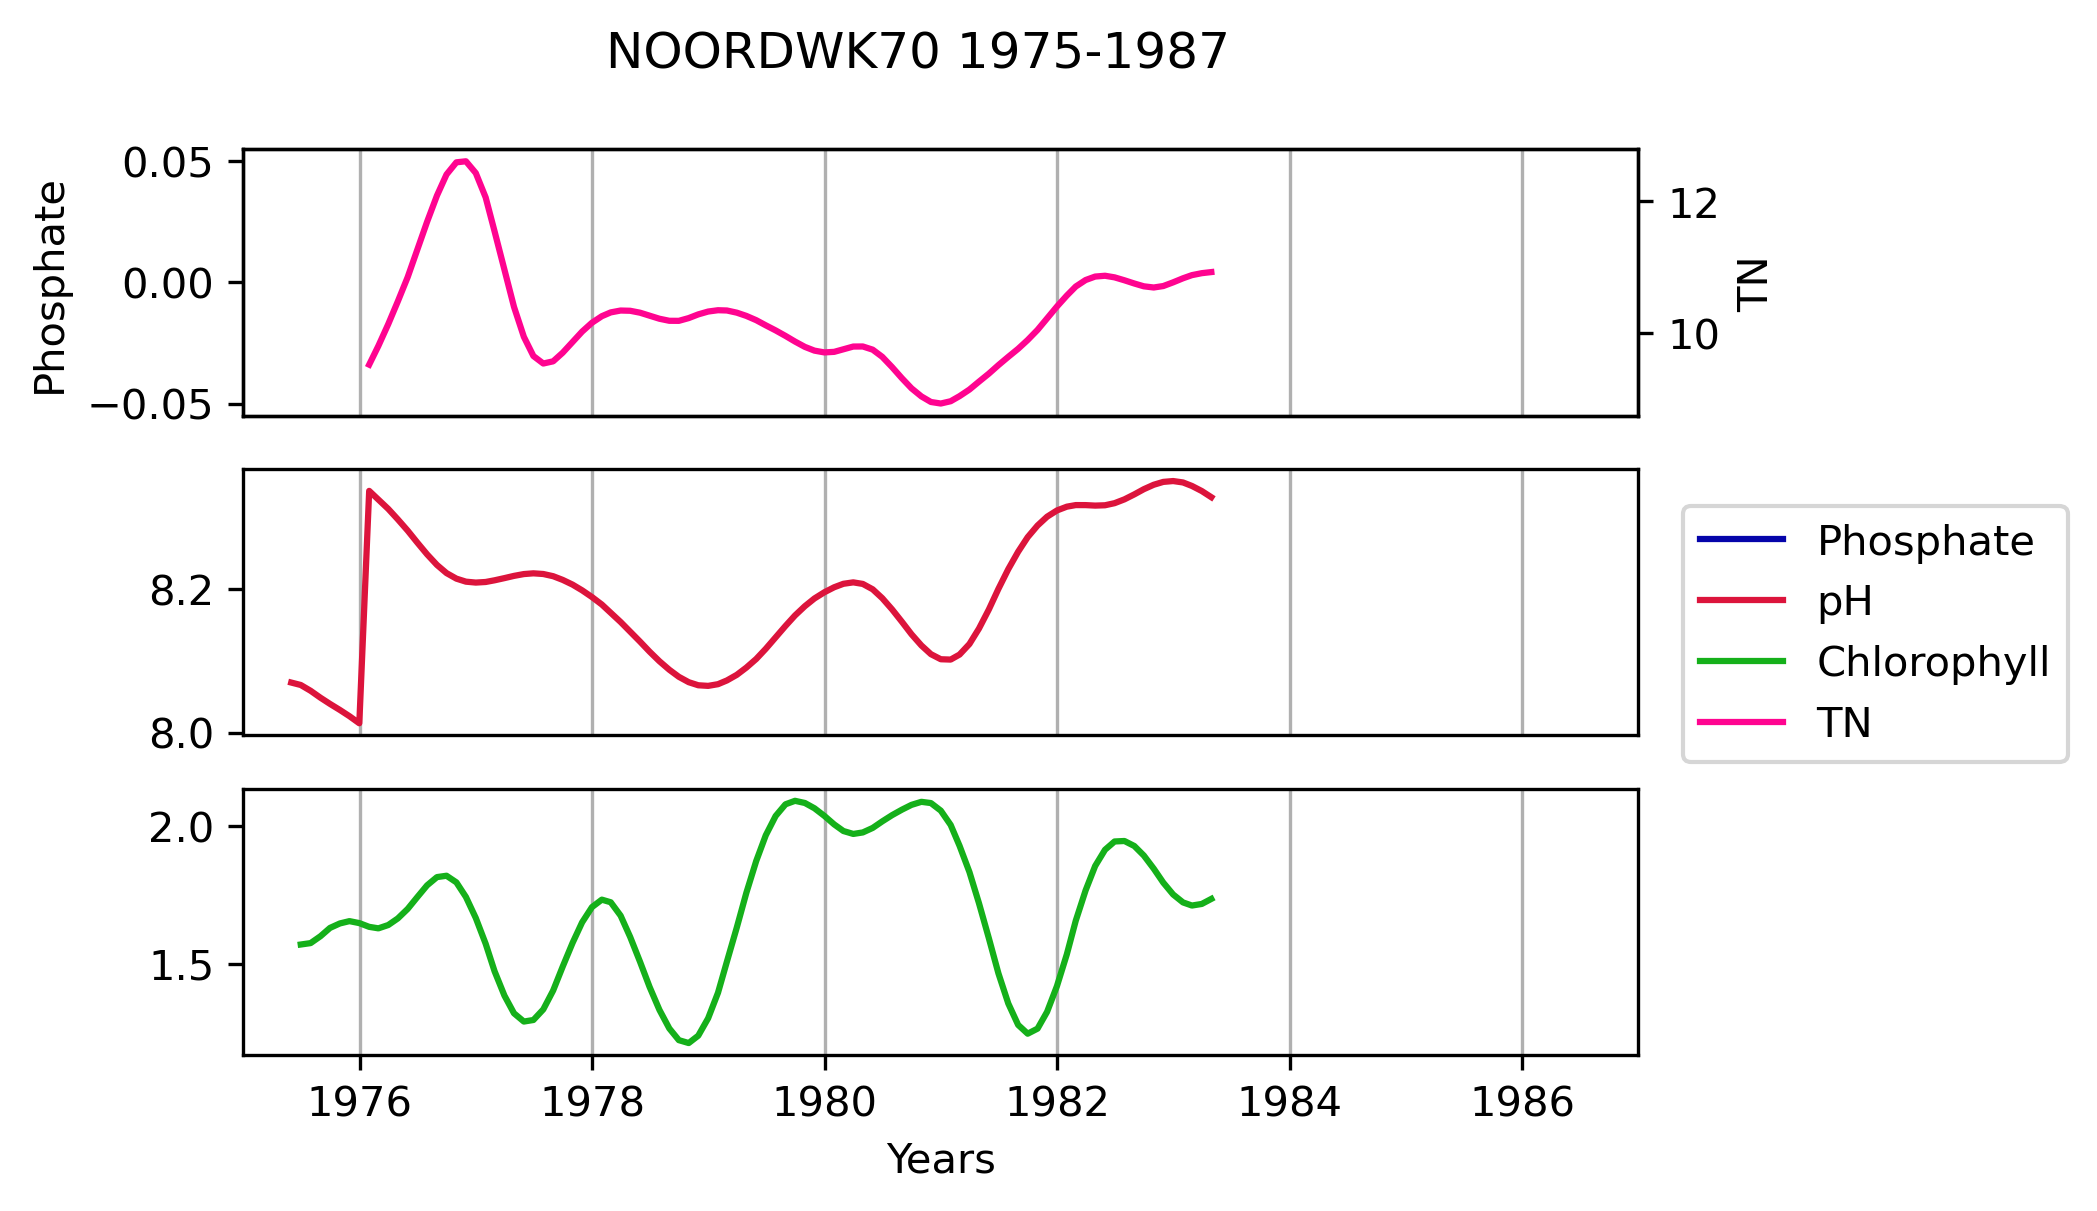 NOORDWK70 1975-1987
0.05
0.00
−0.05
Phosphate
12
10
TN
8.2
8.0
2.0
1.5
1976 1978 1980 1982 1984 1986
Years
Phosphate
pH
Chlorophyll
TN